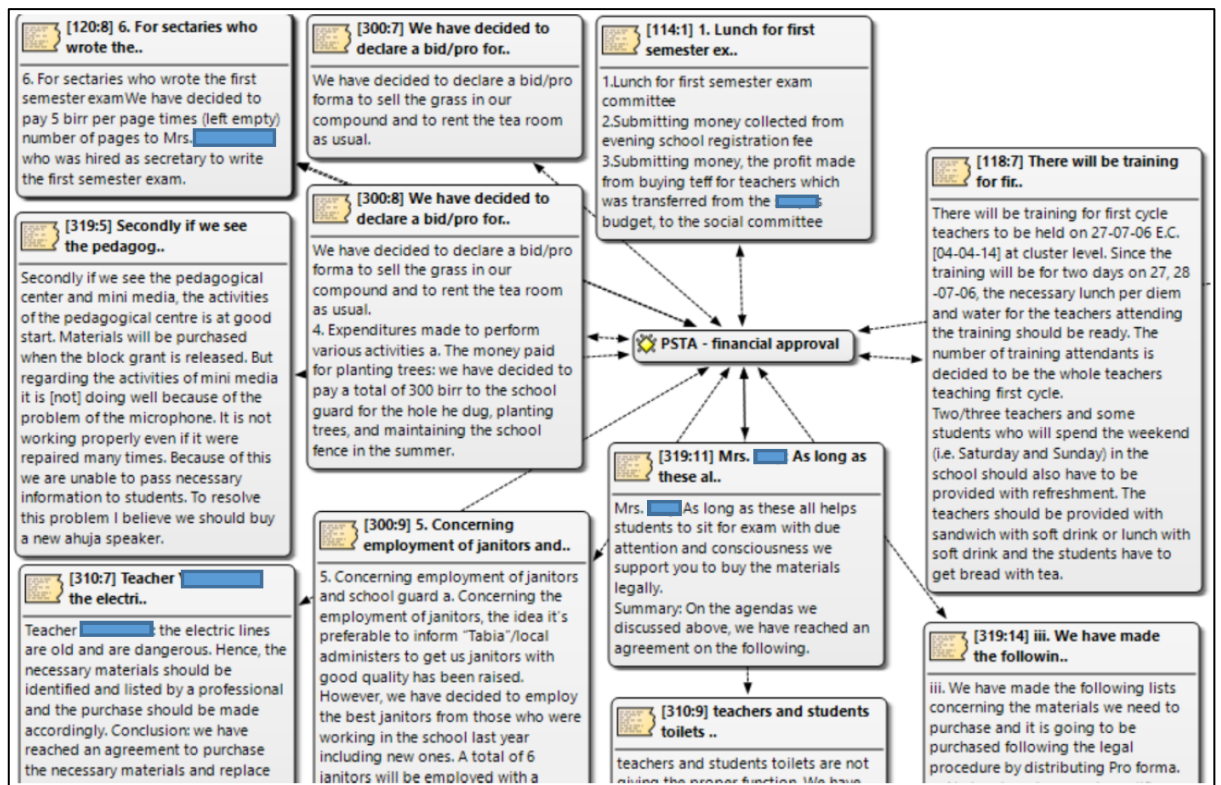 [120:8] 6. For sectaries who
wrote the..
6. For sectaries who wrote the first
semester examWe have decided to
pay 5 birr per page times (left empty)
number of pages to Mrs.
who was hired as secretary to write
the first semester exam.
[300:7] We have decided to
declare a bid/pro for..
We have decided to declare a bid/pro
forma to sell the grass in our
compound and to rent the tea room
as usual.
[114:1] 1. Lunch for first
semester ex..
1.Lunch for first semester exam
committee
2.Submitting money collected from
evening school registration fee
3.Submitting money, the profit made
from buying teff for teachers which
was transferred from the
budget, to the social committee
[118:7] There will be training
for fir..
There will be training for first cycle
teachers to be held on 27-07-06 E.C.
[04-04-14] at cluster level. Since the
training will be for two days on 27, 28
-07-06, the necessary lunch per diem
and water for the teachers attending
the training should be ready. The
number of training attendants is
decided to be the whole teachers
teaching first cycle.
Two/three teachers and some
students who will spend the weekend
(i.e. Saturday and Sunday) in the
school should also have to be
provided with refreshment. The
teachers should be provided with
sandwich with soft drink or lunch with
soft drink and the students have to
get bread with tea.
[319:5] Secondly if we see
the pedagog..
Secondly if we see the pedagogical
center and mini media, the activities
of the pedagogical centre is at good
start. Materials will be purchased
when the block grant is released. But
regarding the activities of mini media
it is [not] doing well because of the
problem of the microphone. It is not
working properly even if it were
repaired many times. Because of this
we are unable to pass necessary
information to students. To resolve
this problem I believe we should buy
a new ahuja speaker.
[300:8] We have decided to
declare a bid/pro for..
We have decided to declare a bid/pro
forma to sell the grass in our
compound and to rent the tea room
as usual.
4. Expenditures made to perform
various activities a. The money paid
for planting trees: we have decided to
pay a total of 300 birr to the school
guard for the hole he dug, planting
trees, and maintaining the school
fence in the summer.
PSTA - financial approval
[319:11] Mrs. As long as
these al..
Mrs. As long as these all helps
students to sit for exam with due
attention and consciousness we
support you to buy the materials
legally.
Summary: On the agendas we
discussed above, we have reached an
agreement on the following.
[310:7] Teacher
the electri..
Teacher : the electric lines
are old and are dangerous. Hence, the
necessary materials should be
identified and listed by a professional
and the purchase should be made
accordingly. Conclusion: we have
reached an agreement to purchase
the necessary materials and replace
[300:9] 5. Concerning
employment of janitors and..
5. Concerning employment of janitors
and school guard a. Concerning the
employment of janitors, the idea it's
preferable to inform "Tabia"/local
administers to get us janitors with
good quality has been raised.
However, we have decided to employ
the best janitors from those who were
working in the school last year
including new ones. A total of 6
janitors will be employed with a
[310:9] teachers and students
toilets ..
teachers and students toilets are not
giving the proper function. We have
[319:14] iii. We have made
the followin..
iii. We have made the following lists
concerning the materials we need to
purchase and it is going to be
purchased following the legal
procedure by distributing Pro forma.